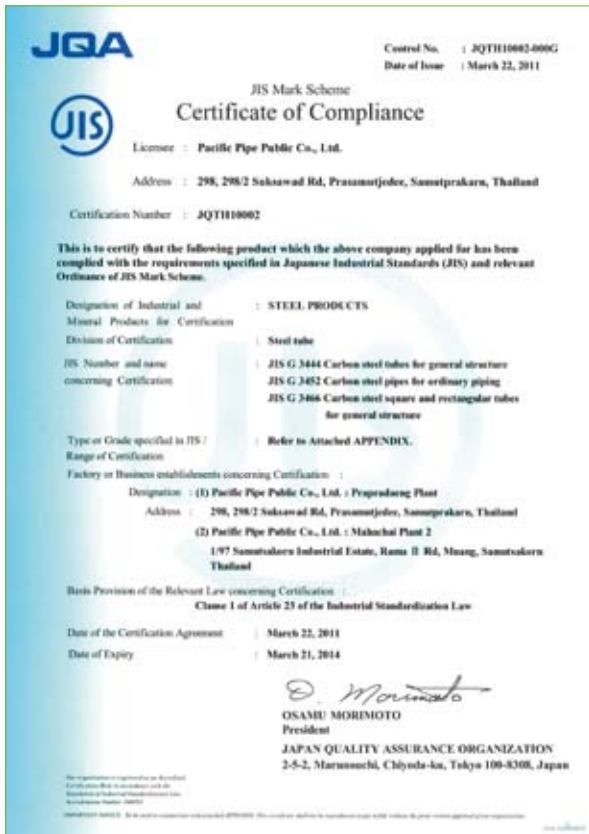 JQA
Control No. : JQTH10002-000G
Date of Issue : March 22, 2011
JIS Mark Scheme
Certificate of Compliance
JIS
Licensee : Pacific Pipe Public Co., Ltd.
Address : 298, 298/2 Suksawad Rd, Prasamutjedee, Samutprakarn, Thailand
Certification Number : JQTH10002
This is to certify that the following product which the above company applied for has been
complied with the requirements specified in Japanese Industrial Standards (JIS) and relevant
Ordinance of JIS Mark Scheme.
Designation of Industrial and : STEEL PRODUCTS
Mineral Products for Certification
Division of Certification : Steel tube
JIS Number and name : JIS G 3444 Carbon steel tubes for general structure
concerning Certification JIS G 3452 Carbon steel pipes for ordinary piping
JIS G 3466 Carbon steel square and rectangular tubes
for general structure
Type or Grade specified in JIS / : Refer to Attached APPENDIX.
Range of Certification
Factory or Business establishments concerning Certification :
Designation : (1) Pacific Pipe Public Co., Ltd. : Prapradaeng Plant
Address : 298, 298/2 Suksawad Rd, Prasamutjedee, Samutprakarn, Thailand
(2) Pacific Pipe Public Co., Ltd. : Mahachai Plant 2
1/97 Samutsakorn Industrial Estate, Rama II Rd, Muang, Samutsakorn
Thailand
Basis Provision of the Relevant Law concerning Certification :
Clause 1 of Article 23 of the Industrial Standardization Law
Date of the Certification Agreement : March 22, 2011
Date of Expiry : March 21, 2014
O. Morimoto
OSAMU MORIMOTO
President
JAPAN QUALITY ASSURANCE ORGANIZATION
2-5-2, Marunouchi, Chiyoda-ku, Tokyo 100-8308, Japan